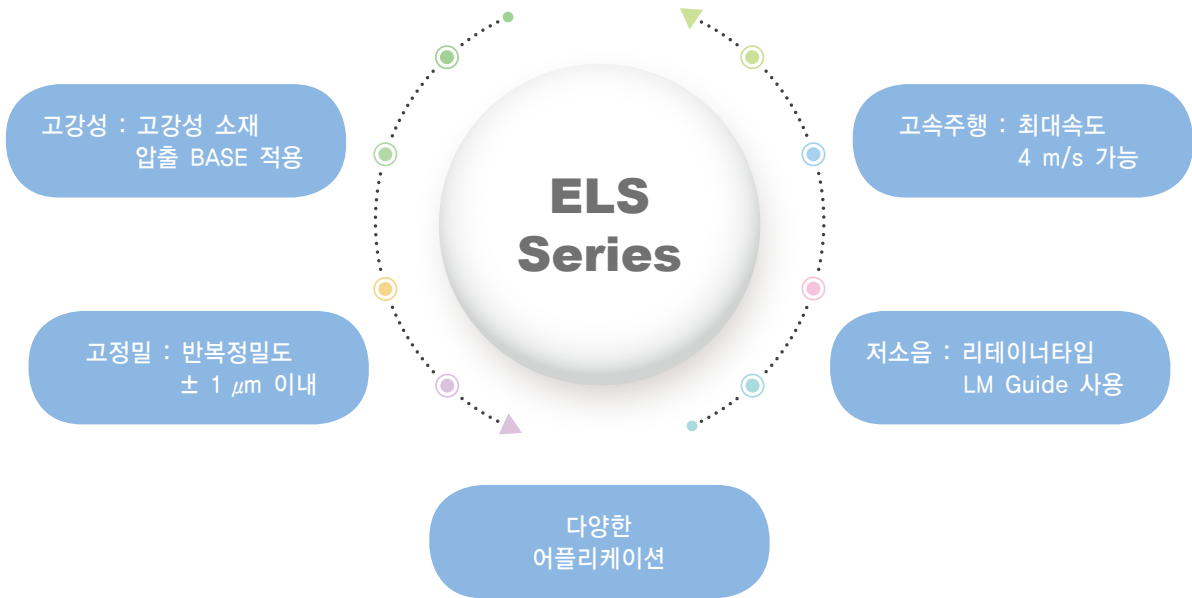 고강성 : 고강성 소재
압출 BASE 적용
고속주행 : 최대속도
4 m/s 가능
ELS
Series
고정밀 : 반복정밀도
± 1 μm 이내
저소음 : 리테이너타입
LM Guide 사용
다양한
어플리케이션